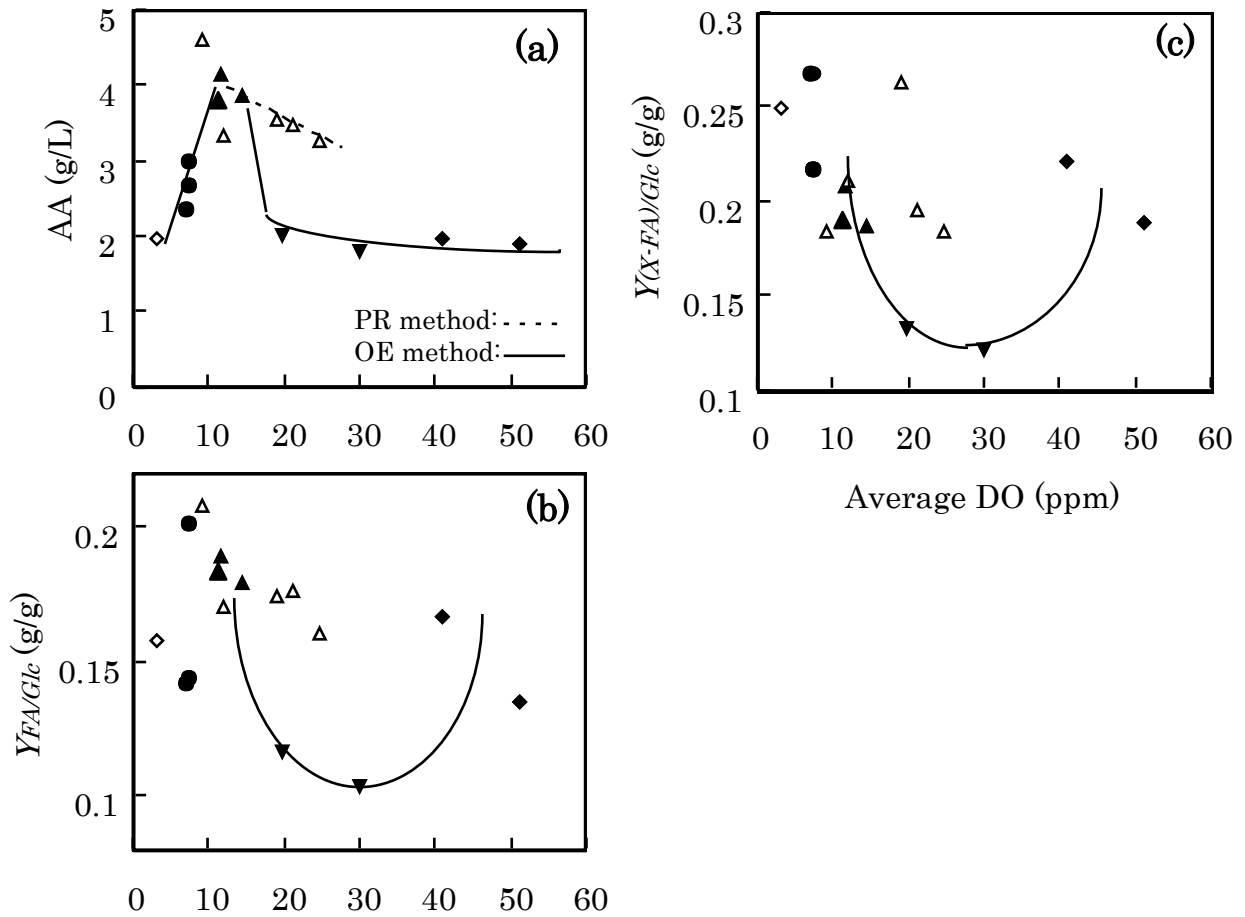 (a)
5
4
3
2
1
0
AA (g/L)
PR method:
OE method:
0 10 20 30 40 50 60
(c)
0.3
0.25
0.2
0.15
0.1
Y(X-FA)/Glc (g/g)
0 10 20 30 40 50 60
Average DO (ppm)
(b)
0.2
0.15
0.1
YFA/Glc (g/g)
0 10 20 30 40 50 60